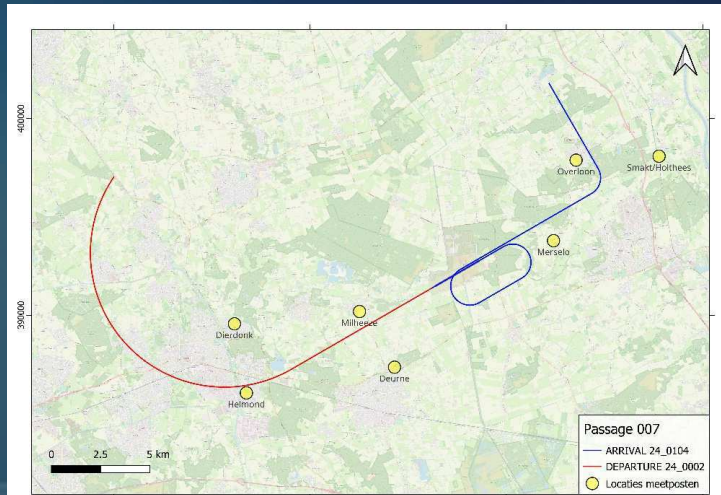 400000
390000
Overloon
Smakt/Holthees
Merselo
Milheeze
Dierdonk
Deurne
Helmond
0 2.5 5 km
Passage 007
ARRIVAL 24_0104
DEPARTURE 24_0002
Locaties meetposten